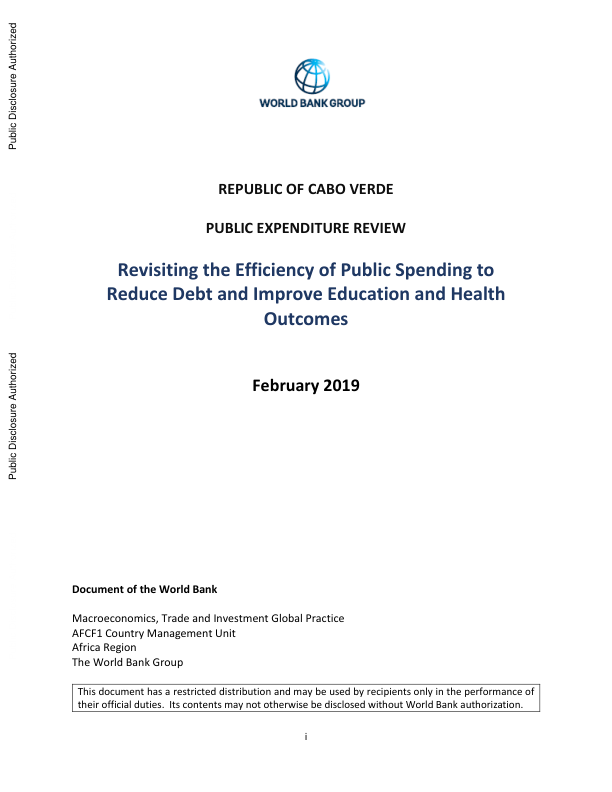 Public Disclosure Authorized
Public Disclosure Authorized
WORLD BANK GROUP
REPUBLIC OF CABO VERDE
PUBLIC EXPENDITURE REVIEW
Revisiting the Efficiency of Public Spending to
Reduce Debt and Improve Education and Health
Outcomes
February 2019
Document of the World Bank
Macroeconomics, Trade and Investment Global Practice
AFCF1 Country Management Unit
Africa Region
The World Bank Group
This document has a restricted distribution and may be used by recipients only in the performance of
their official duties. Its contents may not otherwise be disclosed without World Bank authorization.
i